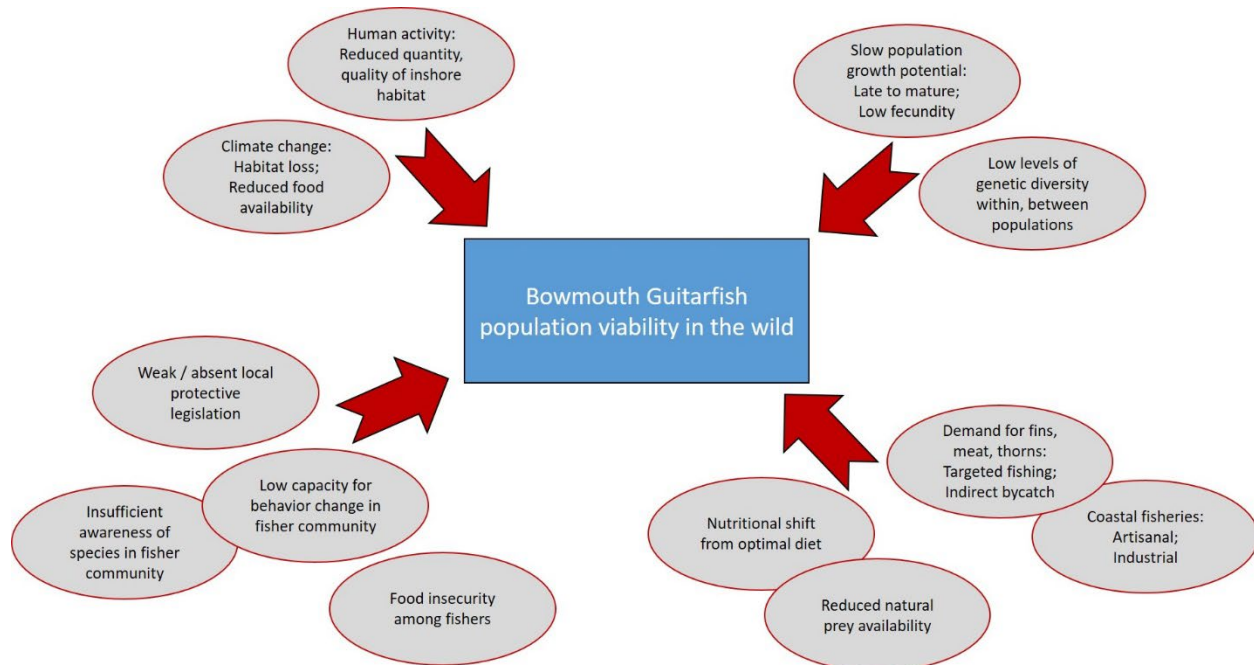 Human activity:
Reduced quantity,
quality of inshore
habitat
Climate change:
Habitat loss;
Reduced food
availability
Slow population
growth potential:
Late to mature;
Low fecundity
Low levels of
genetic diversity
within, between
populations
Bowmouth Guitarfish
population viability in the wild
Weak / absent local
protective
legislation
Low capacity for
behavior change in
fisher community
Insufficient
awareness of
species in fisher
community
Food insecurity
among fishers
Demand for fins,
meat, thorns:
Targeted fishing;
Indirect bycatch
Coastal fisheries:
Artisanal;
Industrial
Nutritional shift
from optimal diet
Reduced natural
prey availability